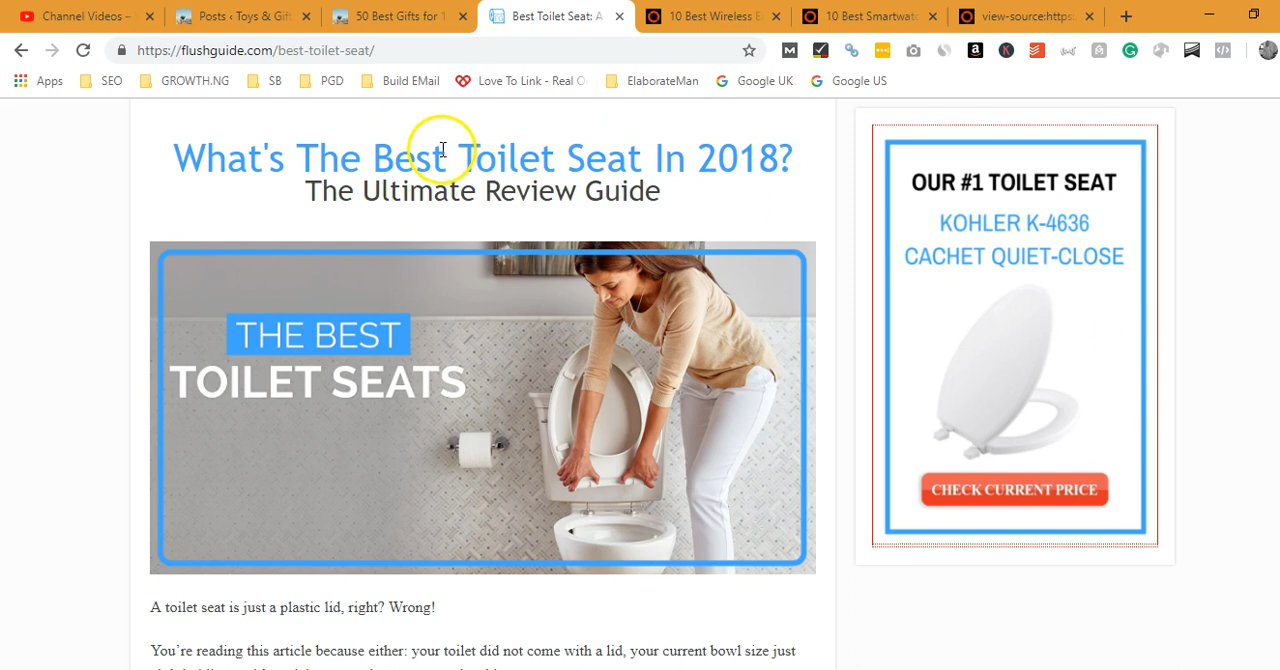 Channel Videos –
Posts ‹ Toys & Gift
50 Best Gifts for 1
Best Toilet Seat: A
10 Best Wireless E
10 Best Smartwatc
view-source:https:
https://flushguide.com/best-toilet-seat/
Apps
SEO
GROWTH.NG
SB
PGD
Build EMail
Love To Link - Real O
ElaborateMan
Google UK
Google US
What's The Best Toilet Seat In 2018?
The Ultimate Review Guide
THE BEST
TOILET SEATS
A toilet seat is just a plastic lid, right? Wrong!
You’re reading this article because either: your toilet did not come with a lid, your current bowl size just
OUR #1 TOILET SEAT
KOHLER K-4636
CACHET QUIET-CLOSE
CHECK CURRENT PRICE